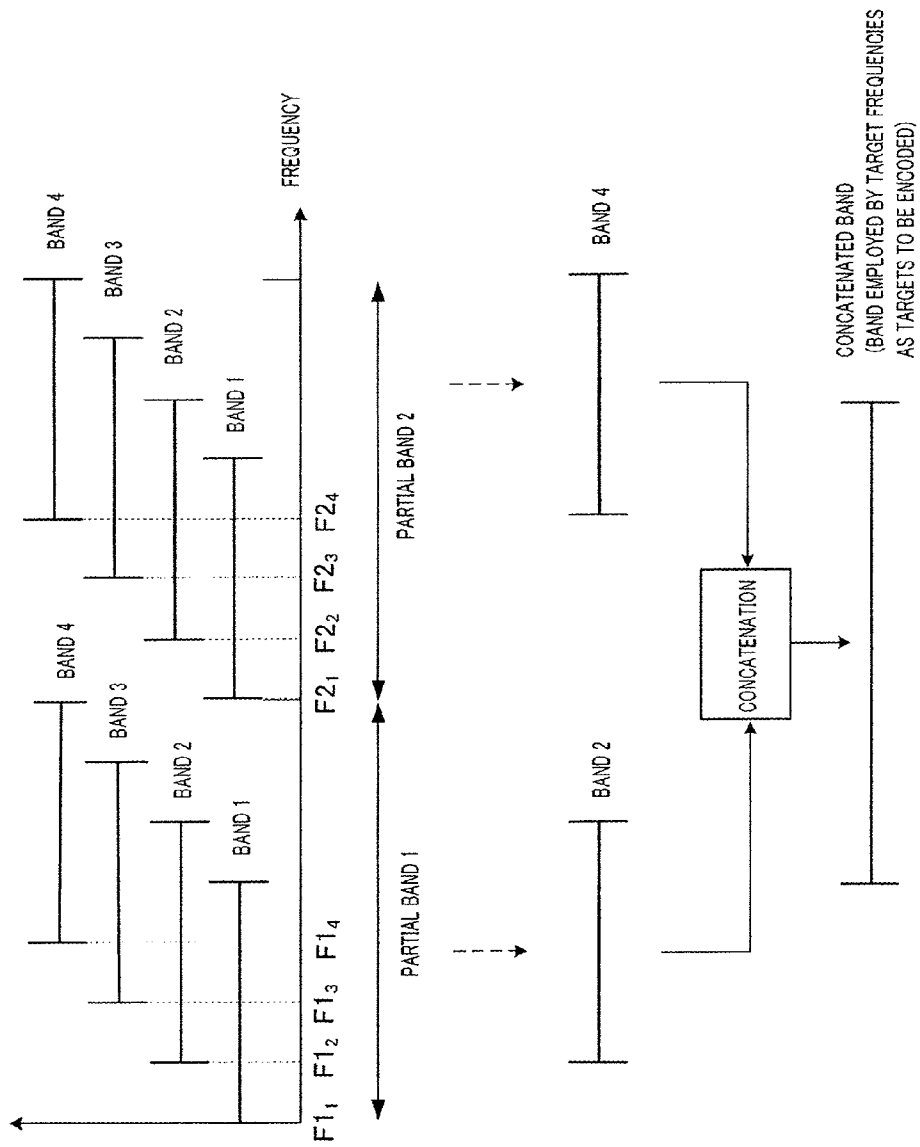 BAND 4
BAND 3
BAND 2
BAND 1
BAND 4
BAND 3
BAND 2
BAND 1
FREQUENCY
F1₁
F1₂
F1₃
F1₄
F2₁
F2₂
F2₃
F2₄
PARTIAL BAND 1
PARTIAL BAND 2
BAND 2
BAND 4
CONCATENATION
CONCATENATED BAND
(BAND EMPLOYED BY TARGET FREQUENCIES
AS TARGETS TO BE ENCODED)